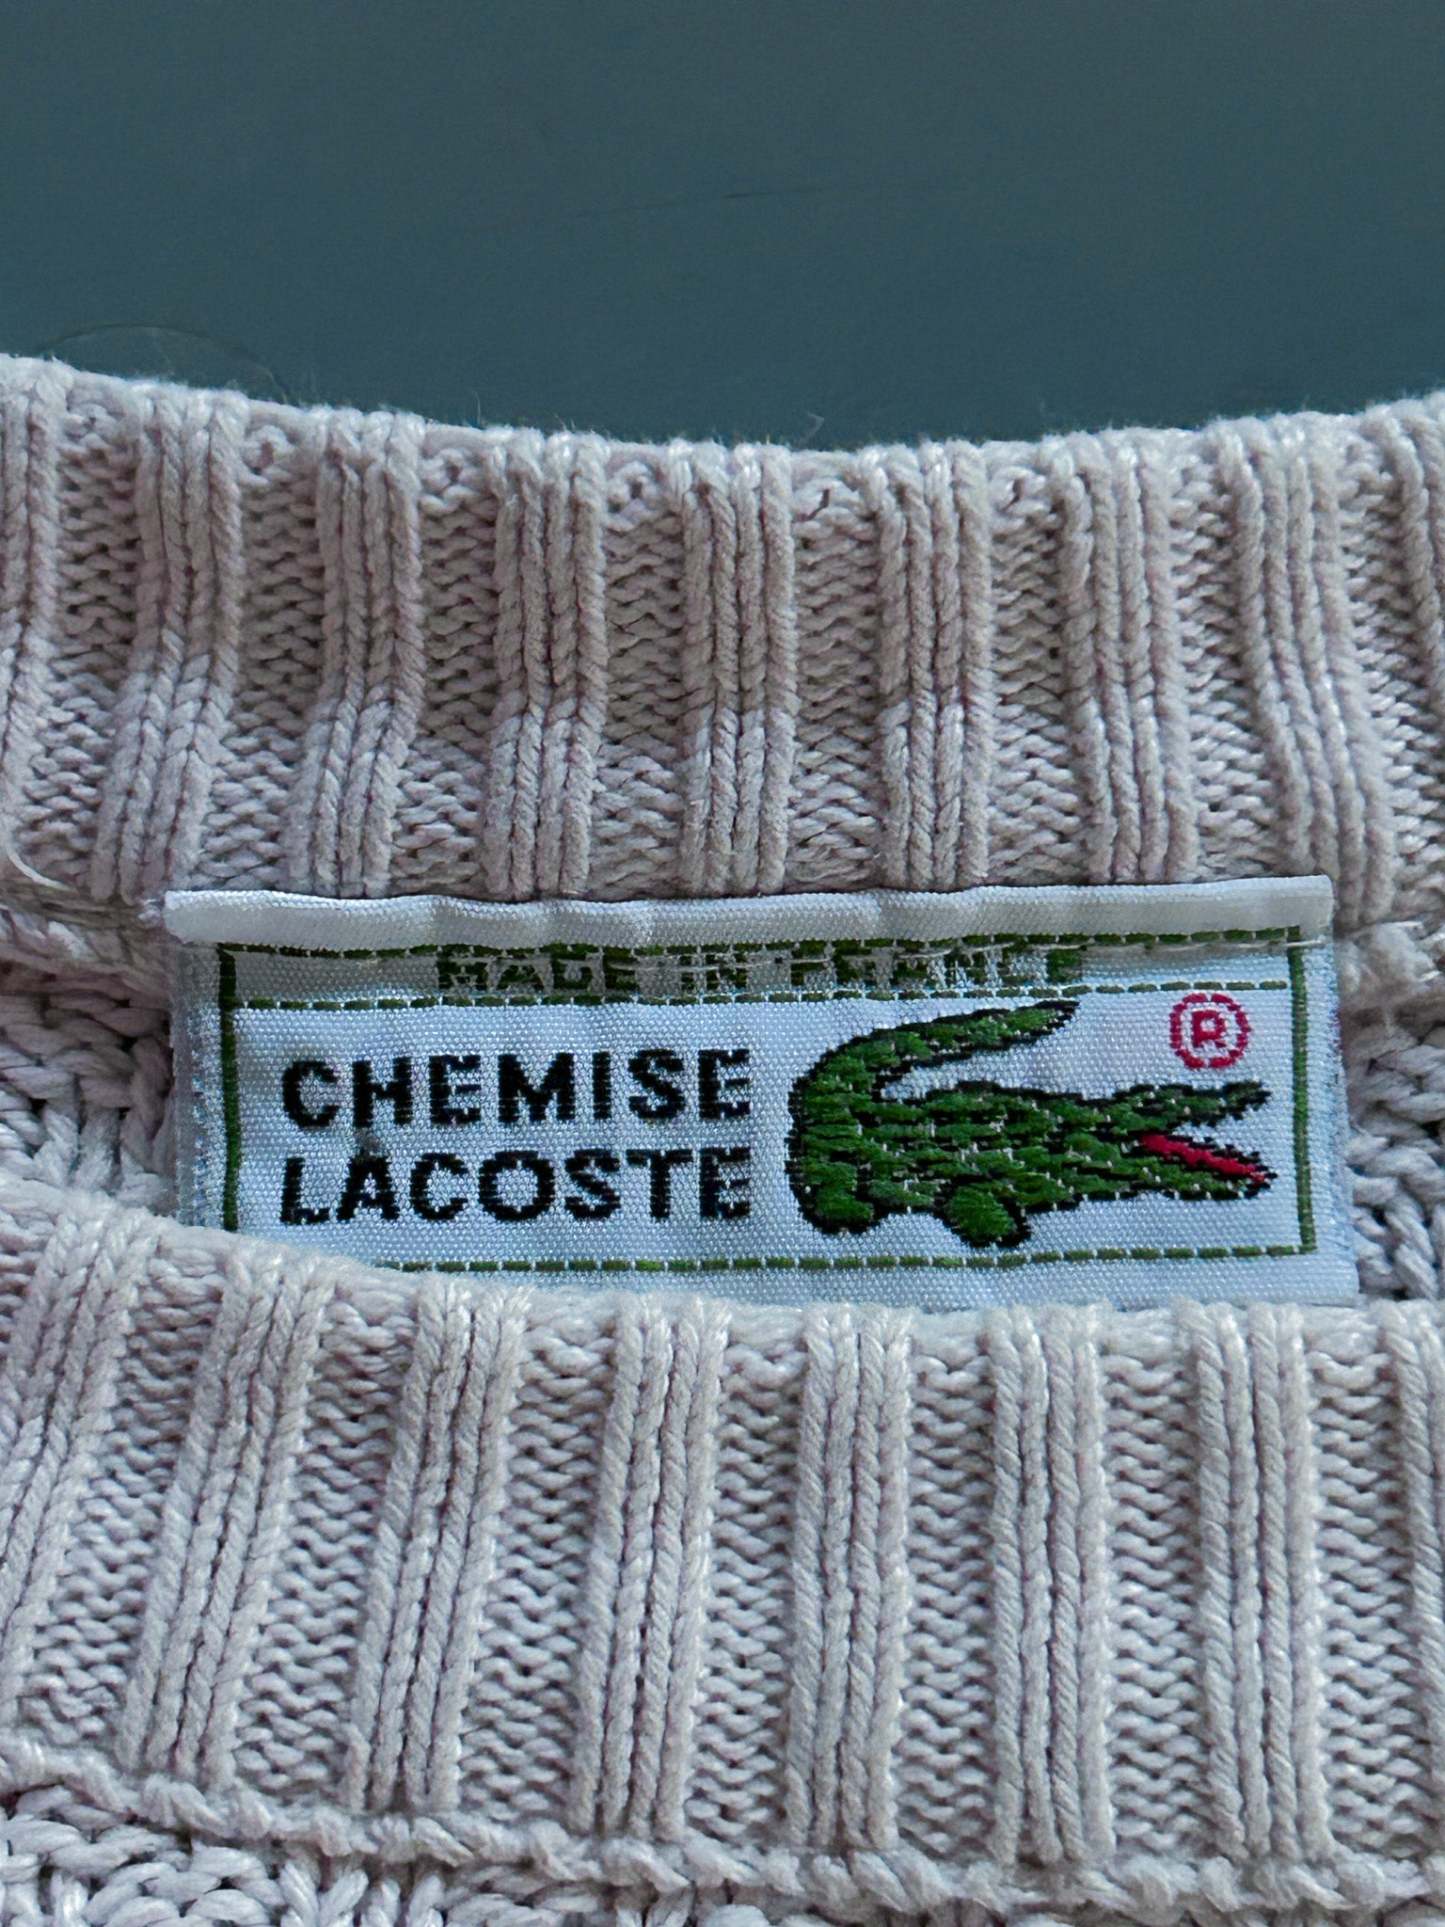 MADE IN FRANCE
®
CHEMISE
LACOSTE